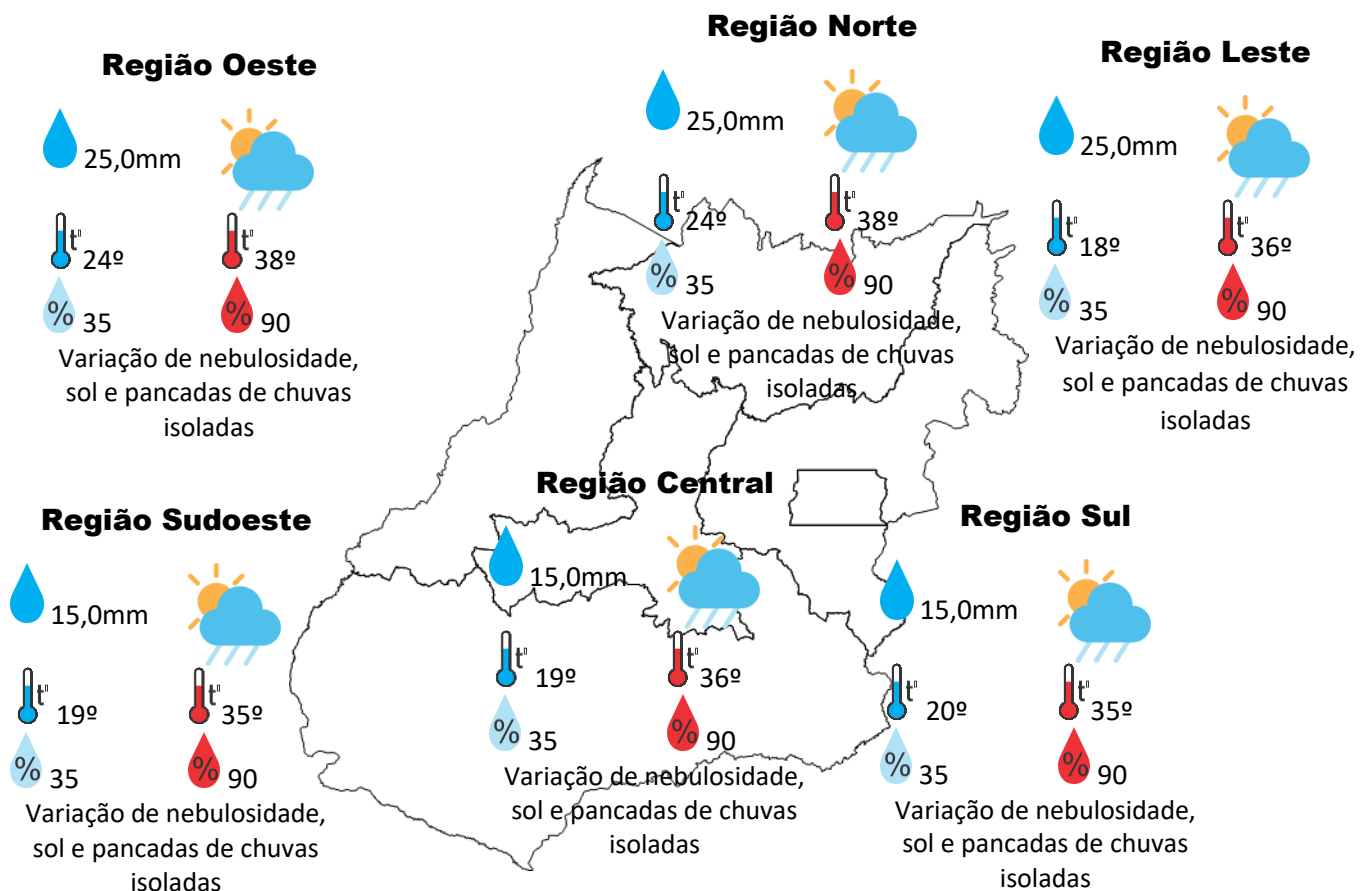 Região Oeste
25,0mm
t°
24º
t°
38º
%
35
%
90
Variação de nebulosidade,
sol e pancadas de chuvas
isoladas
Região Norte
25,0mm
t°
24º
t°
38º
%
35
%
90
Variação de nebulosidade,
sol e pancadas de chuvas
isoladas
Região Leste
25,0mm
t°
18º
t°
36º
%
35
%
90
Variação de nebulosidade,
sol e pancadas de chuvas
isoladas
Região Sudoeste
15,0mm
t°
19º
t°
35º
%
35
%
90
Variação de nebulosidade,
sol e pancadas de chuvas
isoladas
Região Central
15,0mm
t°
19º
t°
36º
%
35
%
90
Variação de nebulosidade,
sol e pancadas de chuvas
isoladas
Região Sul
15,0mm
t°
20º
t°
35º
%
35
%
90
Variação de nebulosidade,
sol e pancadas de chuvas
isoladas